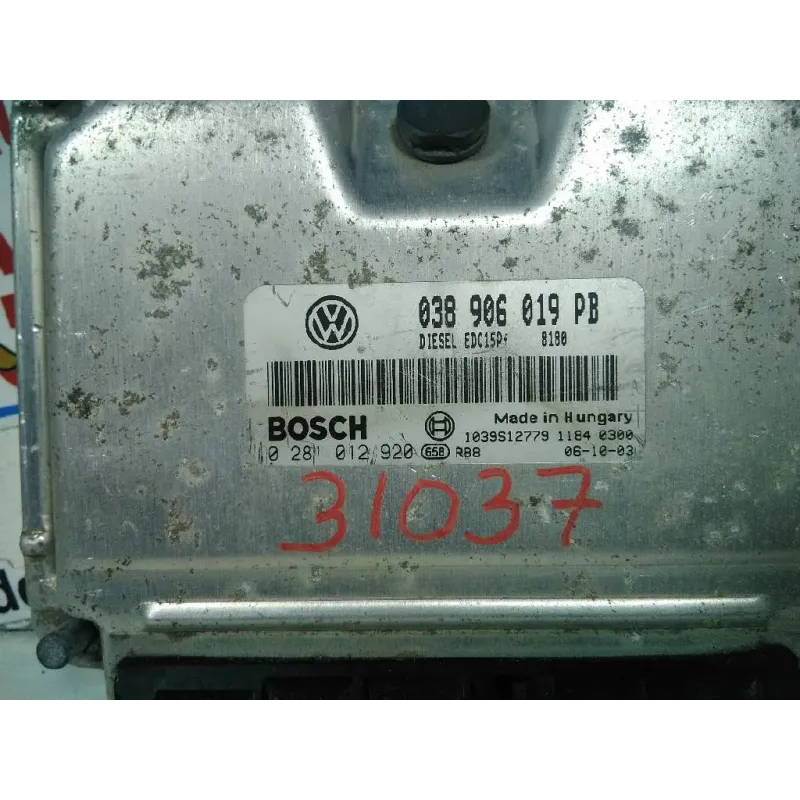 038 906 019 PB
DIESEL EDC15P+ 8180
BOSCH Made in Hungary
1039S12779 1184 0300
0 281 012 920 G5B RB8 06-10-03
31037